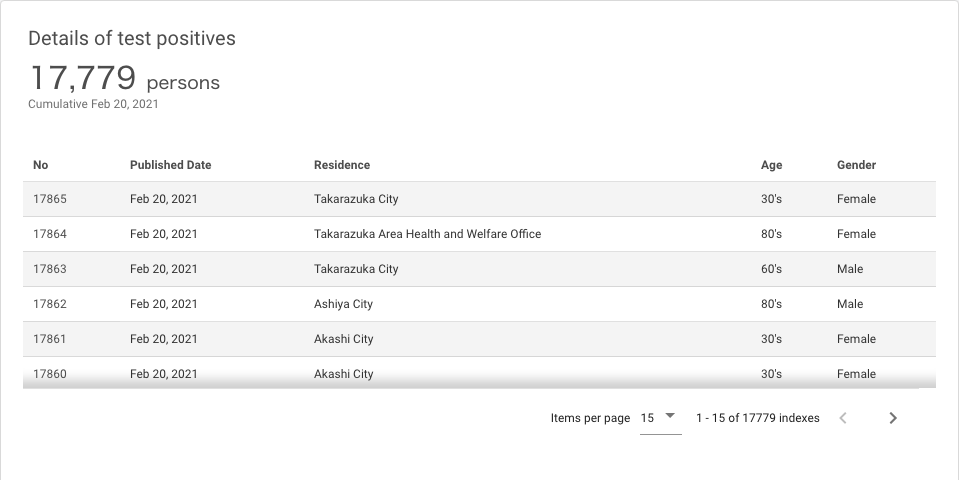 Details of test positives
17,779 persons
Cumulative Feb 20, 2021
No Published Date Residence Age Gender
17865 Feb 20, 2021 Takarazuka City 30's Female
17864 Feb 20, 2021 Takarazuka Area Health and Welfare Office 80's Female
17863 Feb 20, 2021 Takarazuka City 60's Male
17862 Feb 20, 2021 Ashiya City 80's Male
17861 Feb 20, 2021 Akashi City 30's Female
17860 Feb 20, 2021 Akashi City 30's Female
Items per page 15 1 - 15 of 17779 indexes